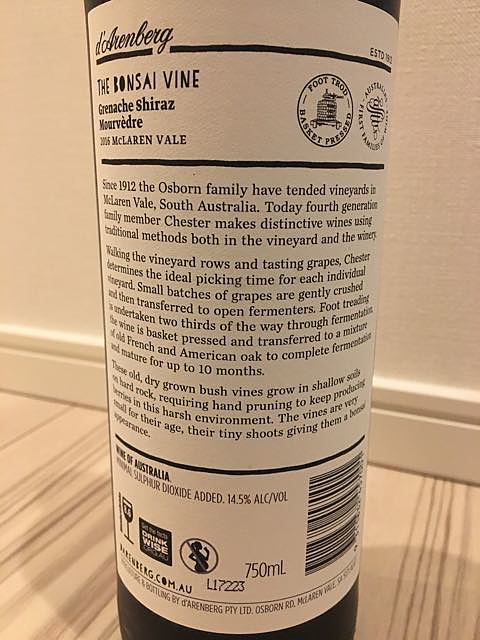 d'Arenberg
ESTD 1912
THE BONSAI VINE
Grenache Shiraz
Mourvèdre
2016 McLAREN VALE
FOOT TROD
BASKET PRESSED
AUSTRALIA'S
FIRST FAMILIES OF WINE
Since 1912 the Osborn family have tended vineyards in
McLaren Vale, South Australia. Today fourth generation
family member Chester makes distinctive wines using
traditional methods both in the vineyard and the winery.
Walking the vineyard rows and tasting grapes, Chester
determines the ideal picking time for each individual
vineyard. Small batches of grapes are gently crushed
and then transferred to open fermenters. Foot treading
is undertaken two thirds of the way through fermentation,
the wine is basket pressed and transferred to a mixture
of old French and American oak to complete fermentation
and mature for up to 10 months.
These old, dry grown bush vines grow in shallow soils
on hard rock, requiring hand pruning to keep producing
berries in this harsh environment. The vines are very
small for their age, their tiny shoots giving them a bonsai
appearance.
WINE OF AUSTRALIA.
MINIMAL SULPHUR DIOXIDE ADDED. 14.5% ALC/VOL
DRINK
WISE
750mL
L17223
DARENBERG.COM.AU
& BOTTLING BY d'ARENBERG PTY LTD. OSBORN RD, McLAREN VALE, SA